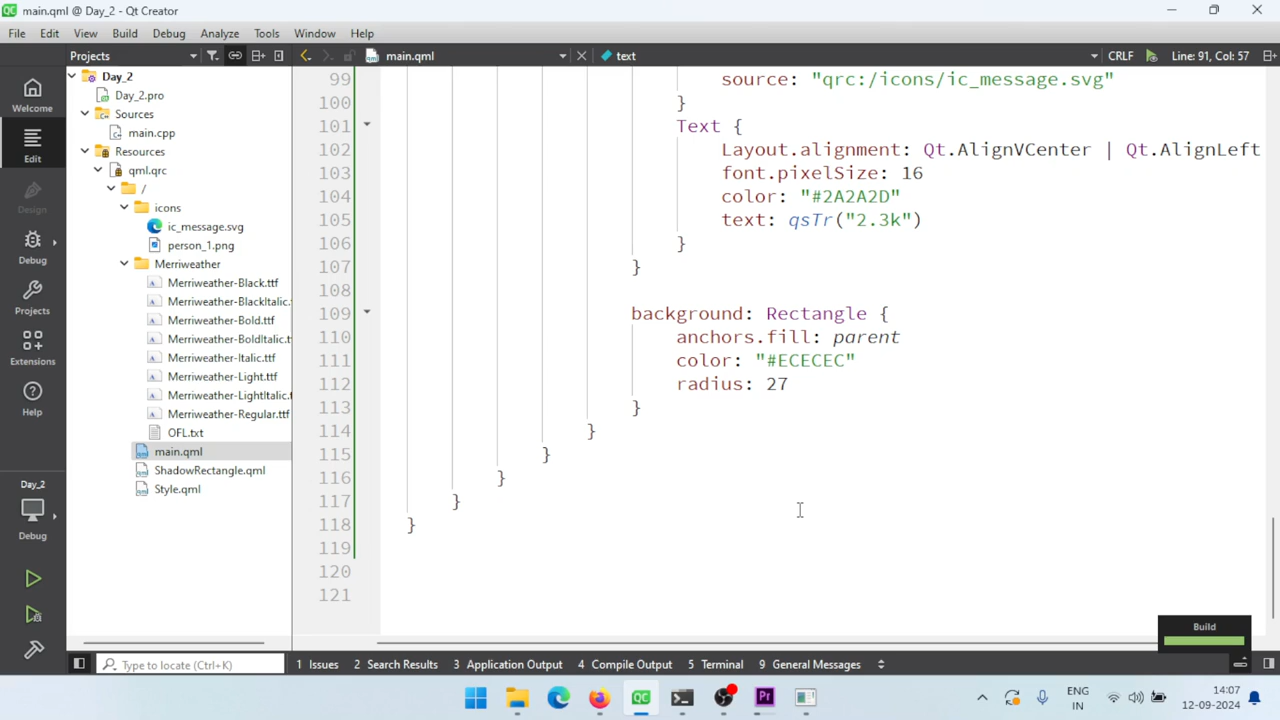 main.qml @ Day_2 - Qt Creator
File Edit View Build Debug Analyze Tools Window Help
Projects
main.qml
text
CRLF
Line: 91, Col: 57
Welcome
Edit
Design
Debug
Projects
Extensions
Help
Day_2
Debug
Day_2
Day_2.pro
Sources
main.cpp
Resources
qml.qrc
/
icons
ic_message.svg
person_1.png
Merriweather
Merriweather-Black.ttf
Merriweather-BlackItalic.t
Merriweather-Bold.ttf
Merriweather-BoldItalic.tt
Merriweather-Italic.ttf
Merriweather-Light.ttf
Merriweather-LightItalic.t
Merriweather-Regular.ttf
OFL.txt
main.qml
ShadowRectangle.qml
Style.qml
99 source: "qrc:/icons/ic_message.svg"
100 }
101 Text {
102 Layout.alignment: Qt.AlignVCenter | Qt.AlignLeft
103 font.pixelSize: 16
104 color: "#2A2A2D"
105 text: qsTr("2.3k")
106 }
107 }
108
109 background: Rectangle {
110 anchors.fill: parent
111 color: "#ECECEC"
112 radius: 27
113 }
114 }
115 }
116 }
117 }
118 }
119
120
121
Build
Type to locate (Ctrl+K)
1 Issues 2 Search Results 3 Application Output 4 Compile Output 5 Terminal 9 General Messages
ENG
IN
14:07
12-09-2024